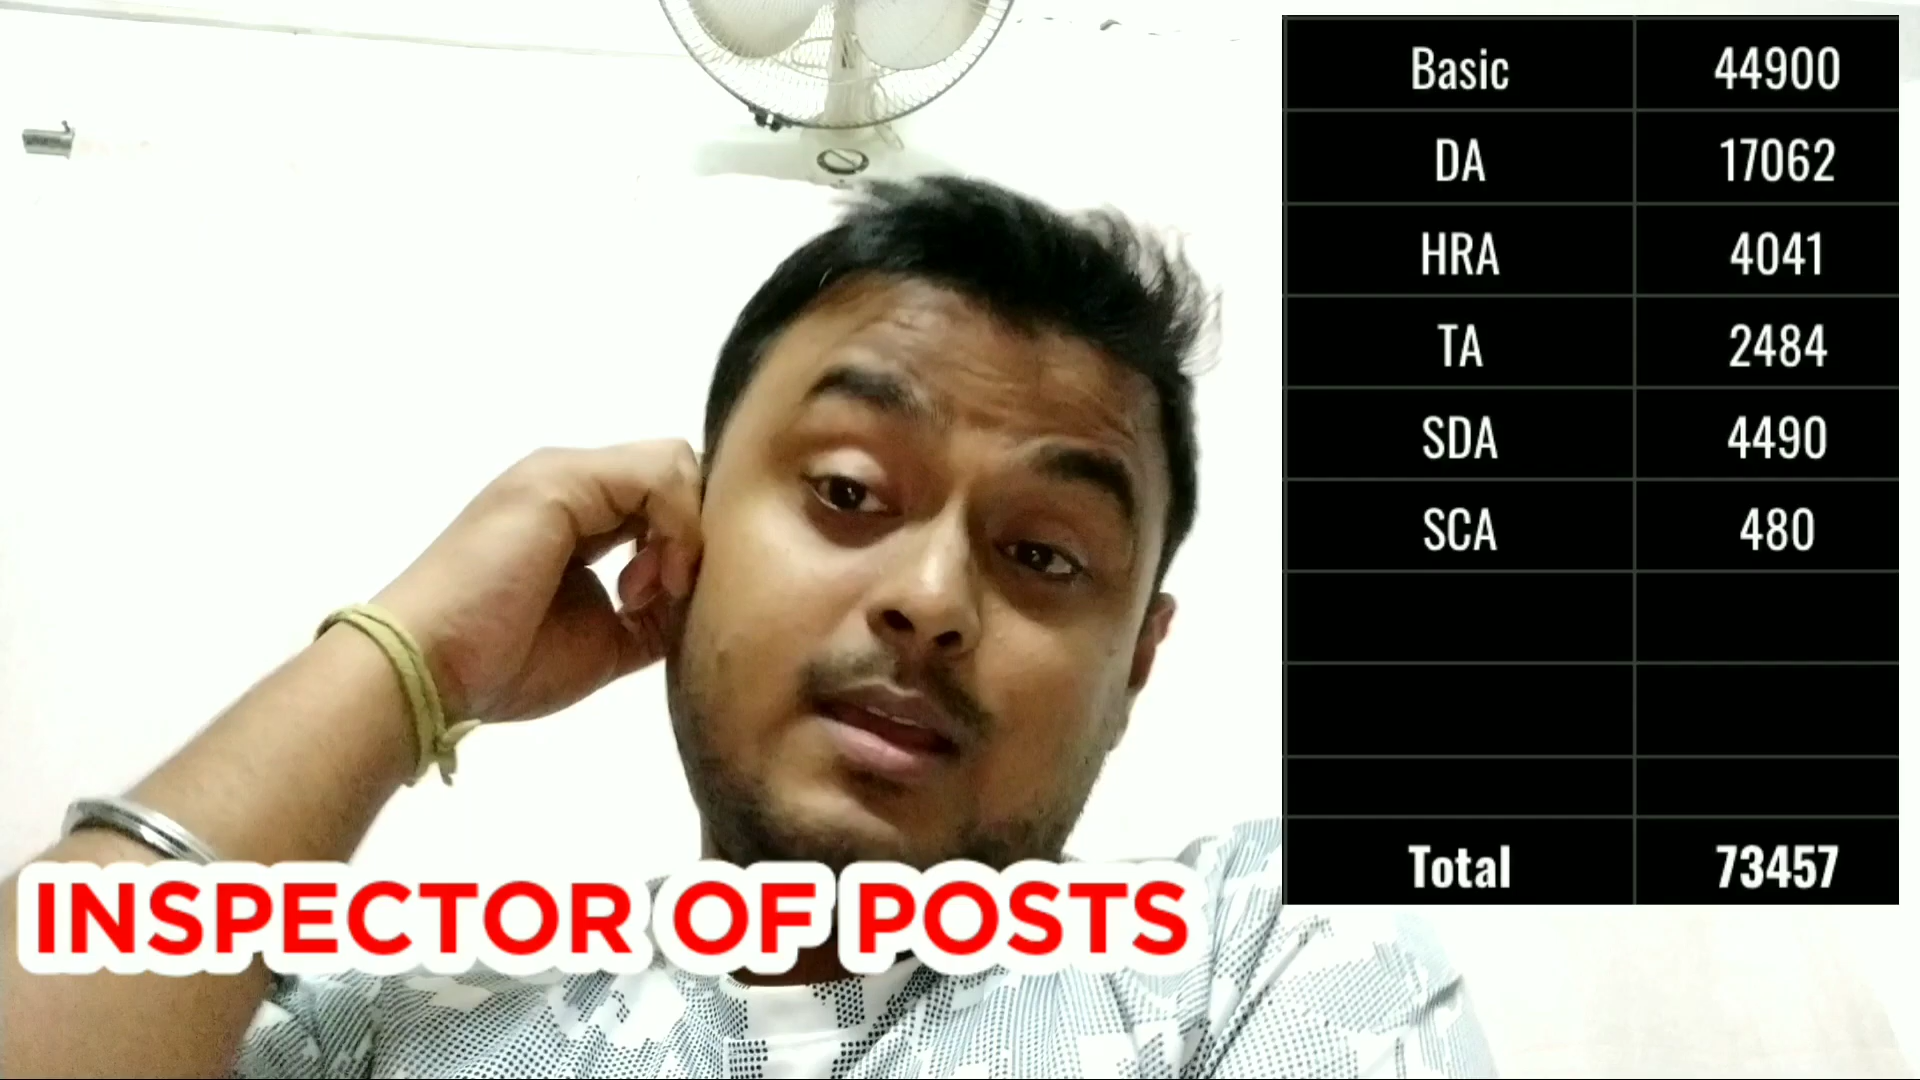 Basic 44900
DA 17062
HRA 4041
TA 2484
SDA 4490
SCA 480
Total 73457
INSPECTOR OF POSTS